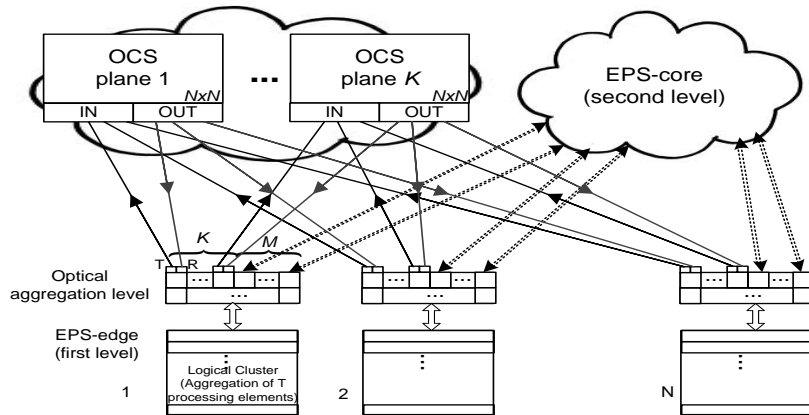 OCS
plane 1
NxN
IN OUT
...
OCS
plane K
NxN
IN OUT
EPS-core
(second level)
K M
T R
Optical
aggregation level
... ...
...
... ...
...
... ...
...
EPS-edge
(first level)
Logical Cluster
(Aggregation of T
processing elements)
1 2 N